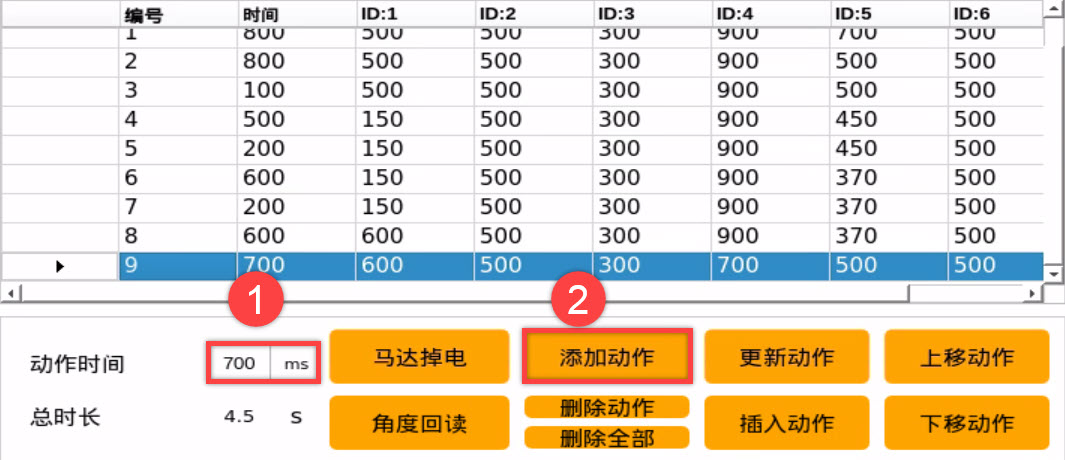 编号 时间 ID:1 ID:2 ID:3 ID:4 ID:5 ID:6
1 800 500 500 300 900 700 500
2 800 500 500 300 900 500 500
3 100 500 500 300 900 500 500
4 500 150 500 300 900 450 500
5 200 150 500 300 900 450 500
6 600 150 500 300 900 370 500
7 200 150 500 300 900 370 500
8 600 600 500 300 900 370 500
9 700 600 500 300 700 500 500
1 2
动作时间 700 ms 马达掉电 添加动作 更新动作 上移动作
总时长 4.5 s 角度回读 删除动作 插入动作 下移动作
删除全部